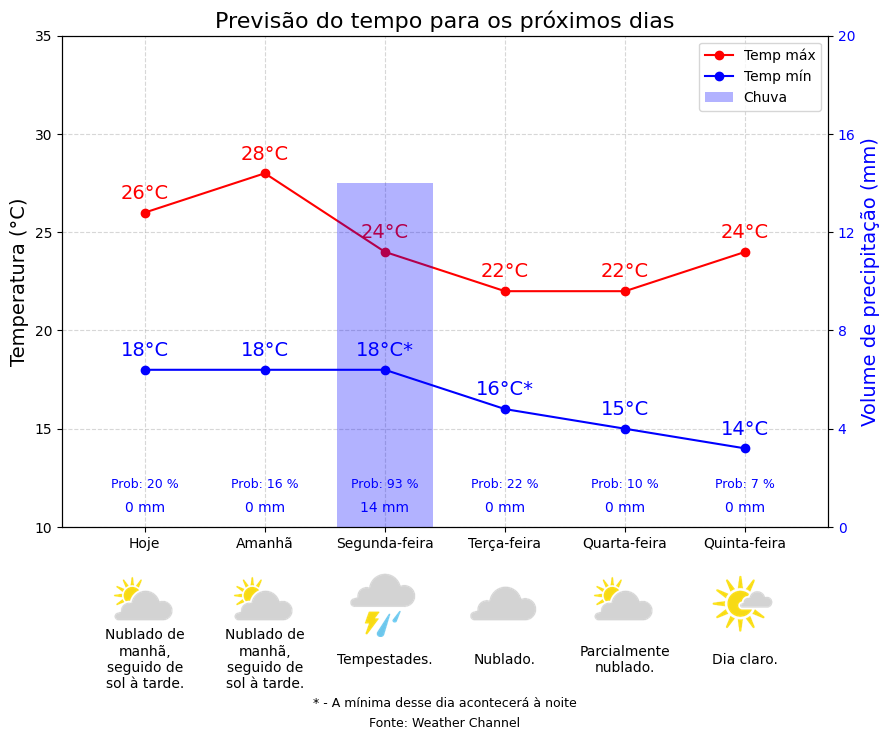 Previsão do tempo para os próximos dias
Temperatura (°C)
Volume de precipitação (mm)
35
30
25
20
15
10
20
16
12
8
4
0
Temp máx
Temp mín
Chuva
26°C
28°C
24°C
22°C
22°C
24°C
18°C
18°C
18°C*
16°C*
15°C
14°C
Prob: 20 %
Prob: 16 %
Prob: 93 %
Prob: 22 %
Prob: 10 %
Prob: 7 %
0 mm
0 mm
14 mm
0 mm
0 mm
0 mm
Hoje
Amanhã
Segunda-feira
Terça-feira
Quarta-feira
Quinta-feira
Nublado de
manhã,
seguido de
sol à tarde.
Nublado de
manhã,
seguido de
sol à tarde.
Tempestades.
Nublado.
Parcialmente
nublado.
Dia claro.
* - A mínima desse dia acontecerá à noite
Fonte: Weather Channel